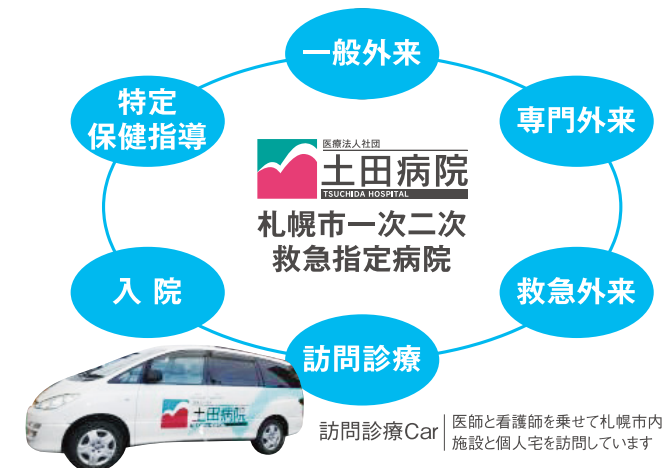 一般外来
特定
保健指導
専門外来
医療法人社団
土田病院
TSUCHIDA HOSPITAL
札幌市一次二次
救急指定病院
入院
救急外来
訪問診療
土田病院
訪問診療Car
医師と看護師を乗せて札幌市内
施設と個人宅を訪問しています